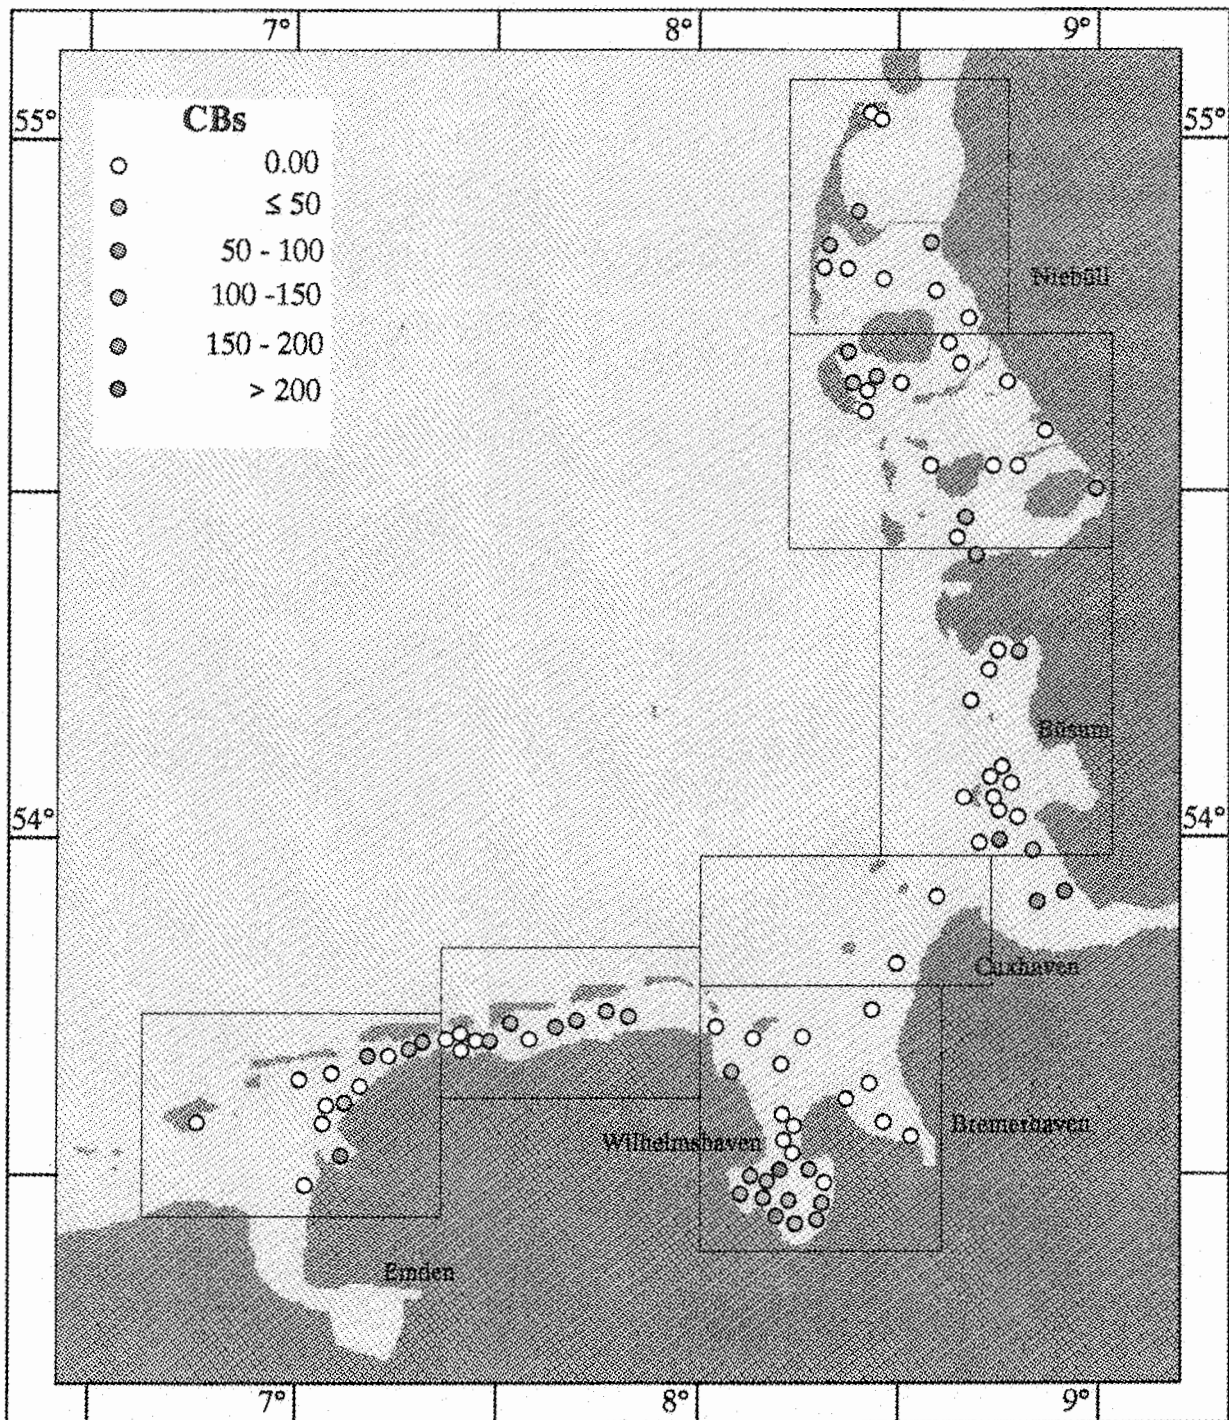 7° 8° 9°
55° 55°
CBs
0.00
≤ 50
50 - 100
100 -150
150 - 200
> 200
Niebüll
Büsum
54° 54°
Cuxhaven
Wilhelmshaven
Bremerhaven
Emden
7° 8° 9°